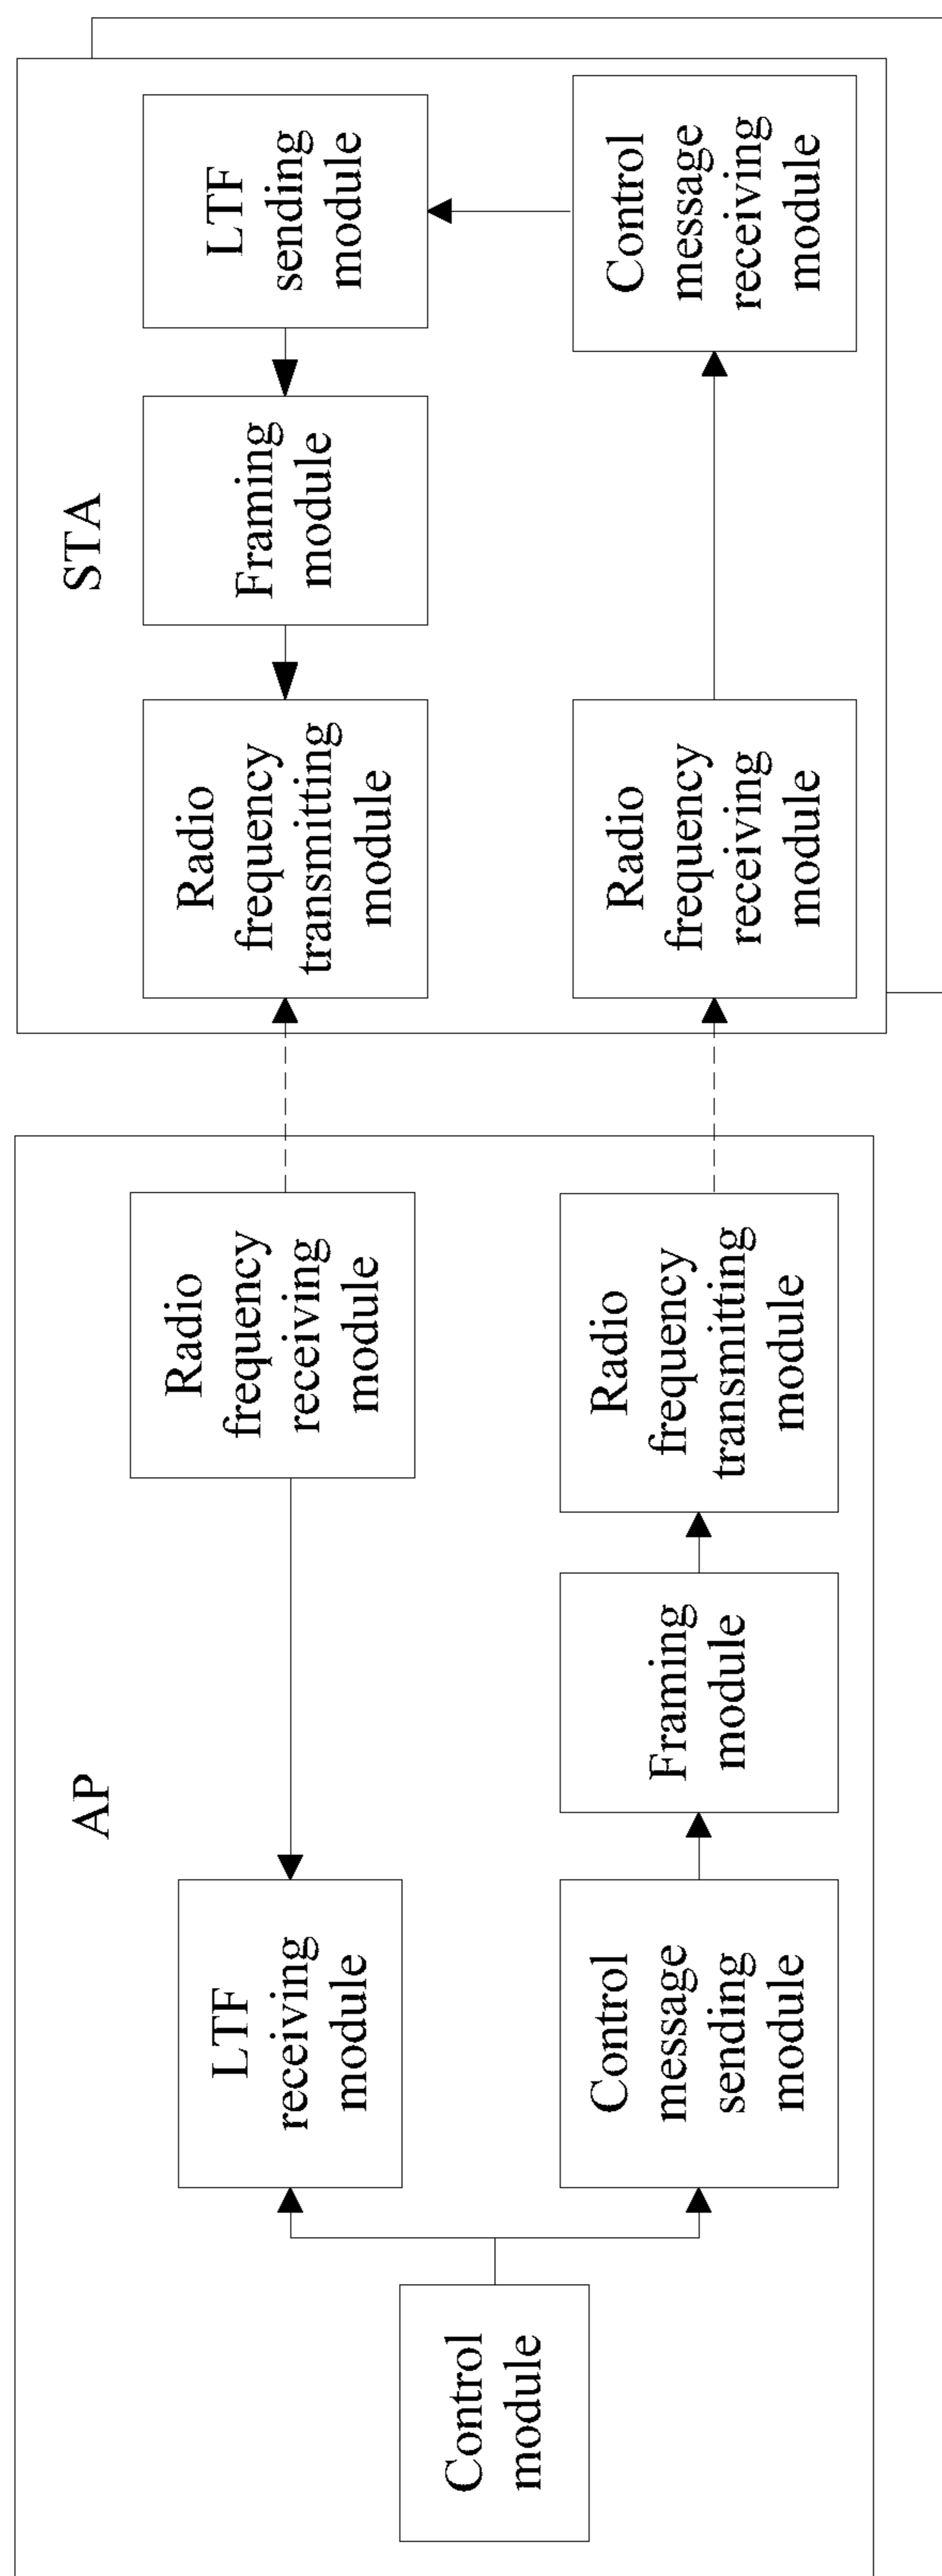 AP
Control
module
LTF
receiving
module
Radio
frequency
receiving
module
Control
message
sending
module
Framing
module
Radio
frequency
transmitting
module
STA
Radio
frequency
transmitting
module
Framing
module
LTF
sending
module
Radio
frequency
receiving
module
Control
message
receiving
module